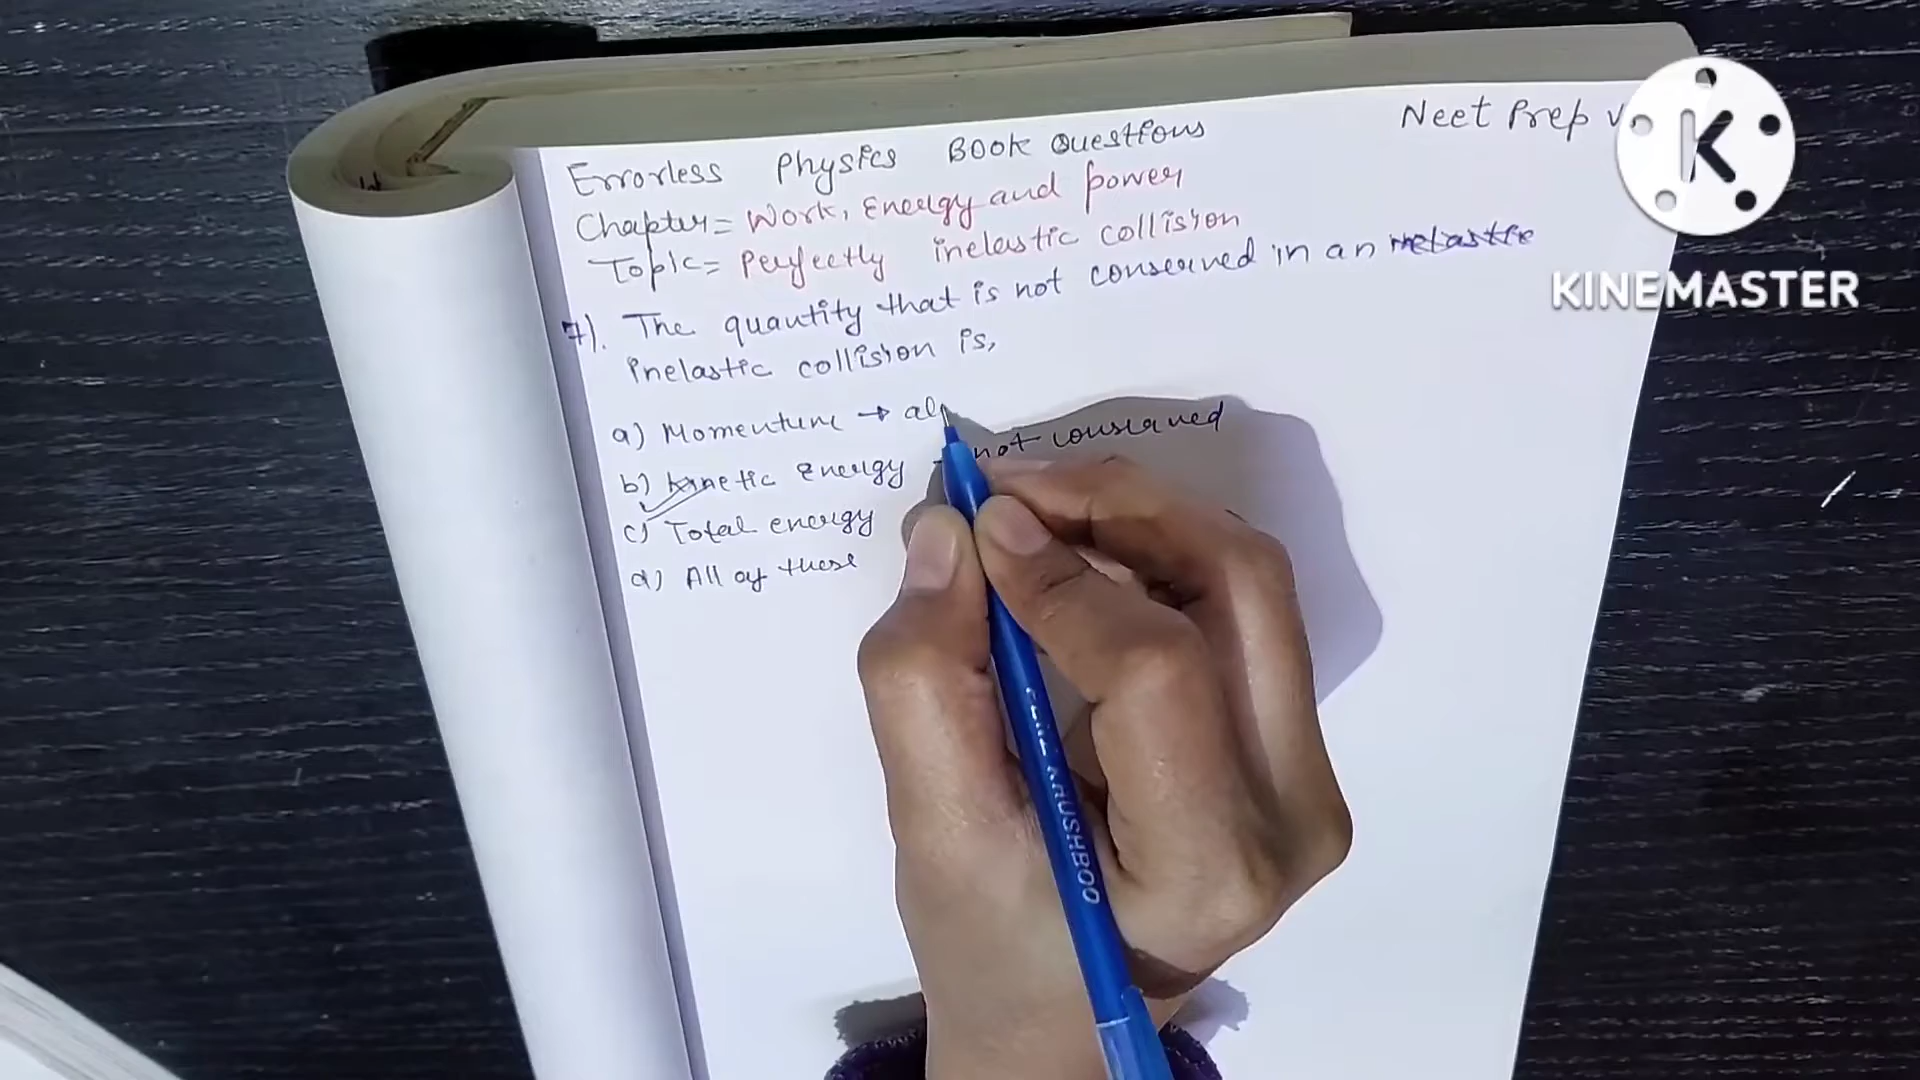 Errorless Physics Book Questions
Neet Prep
Chapter = Work, Energy and power
Topic = Perfectly inelastic collision
7). The quantity that is not conserved in an inelastic
inelastic collision is,
a) Momentum → al
b) Kinetic Energy → not conserved
c) Total energy
d) All of these
K
KINEMASTER
KHUSHBOO